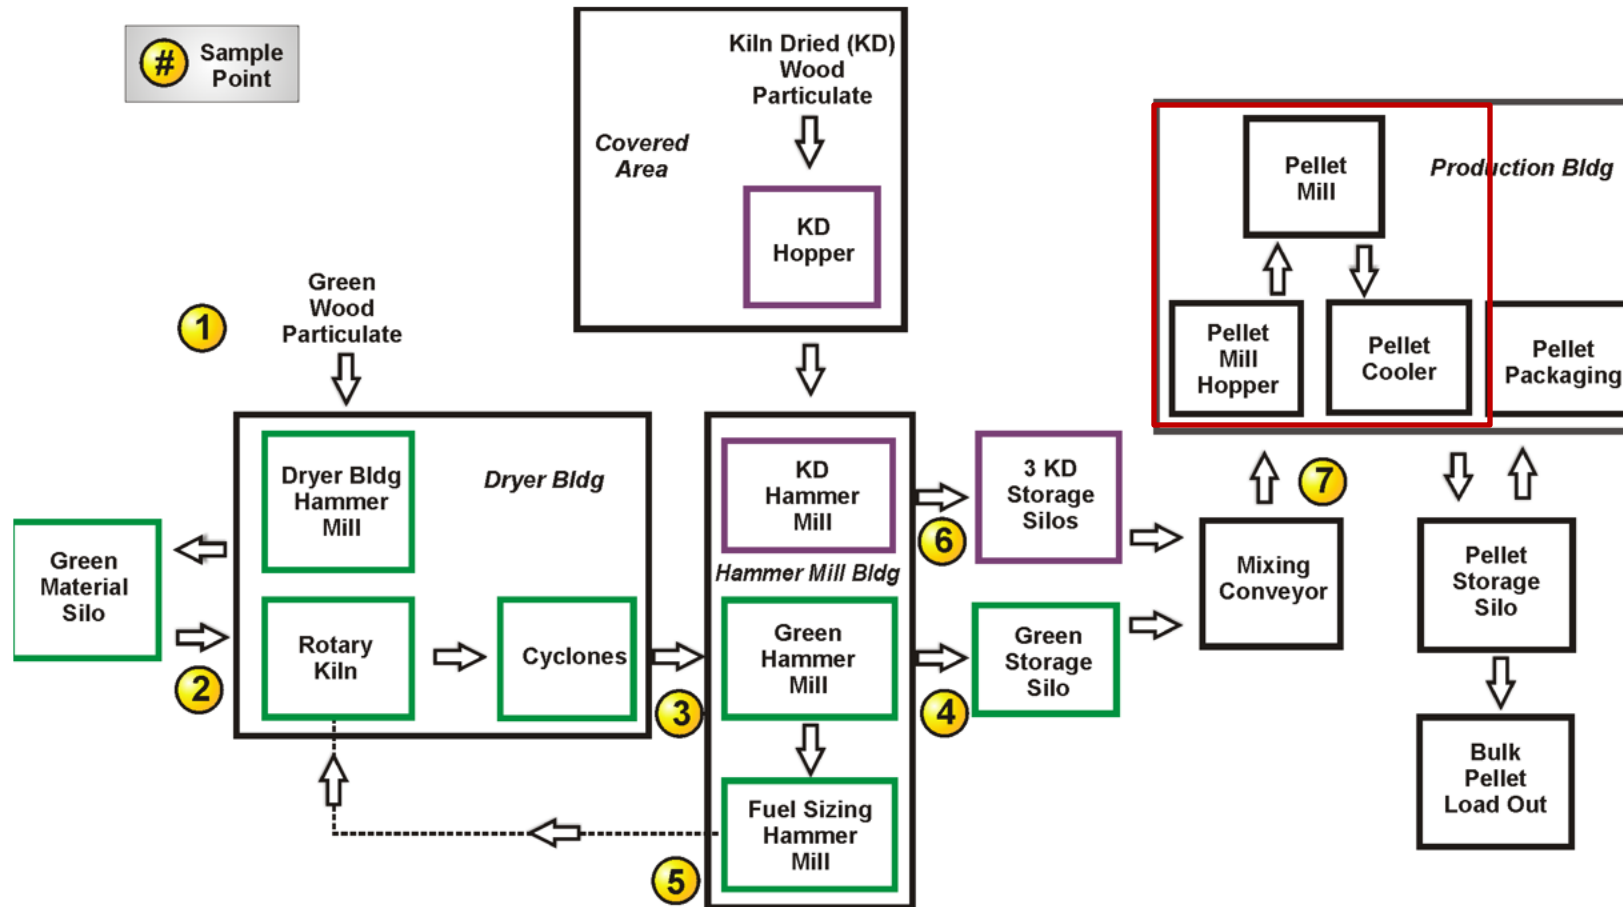 #
Sample
Point
Kiln Dried (KD)
Wood
Particulate
Covered
Area
KD
Hopper
Pellet
Mill
Production Bldg
Pellet
Mill
Hopper
Pellet
Cooler
Pellet
Packaging
1
Green
Wood
Particulate
Dryer Bldg
Hammer
Mill
Dryer Bldg
Green
Material
Silo
2
Rotary
Kiln
Cyclones
3
KD
Hammer
Mill
Hammer Mill Bldg
Green
Hammer
Mill
Fuel Sizing
Hammer
Mill
5
6
3 KD
Storage
Silos
4
Green
Storage
Silo
Mixing
Conveyor
7
Pellet
Storage
Silo
Bulk
Pellet
Load Out